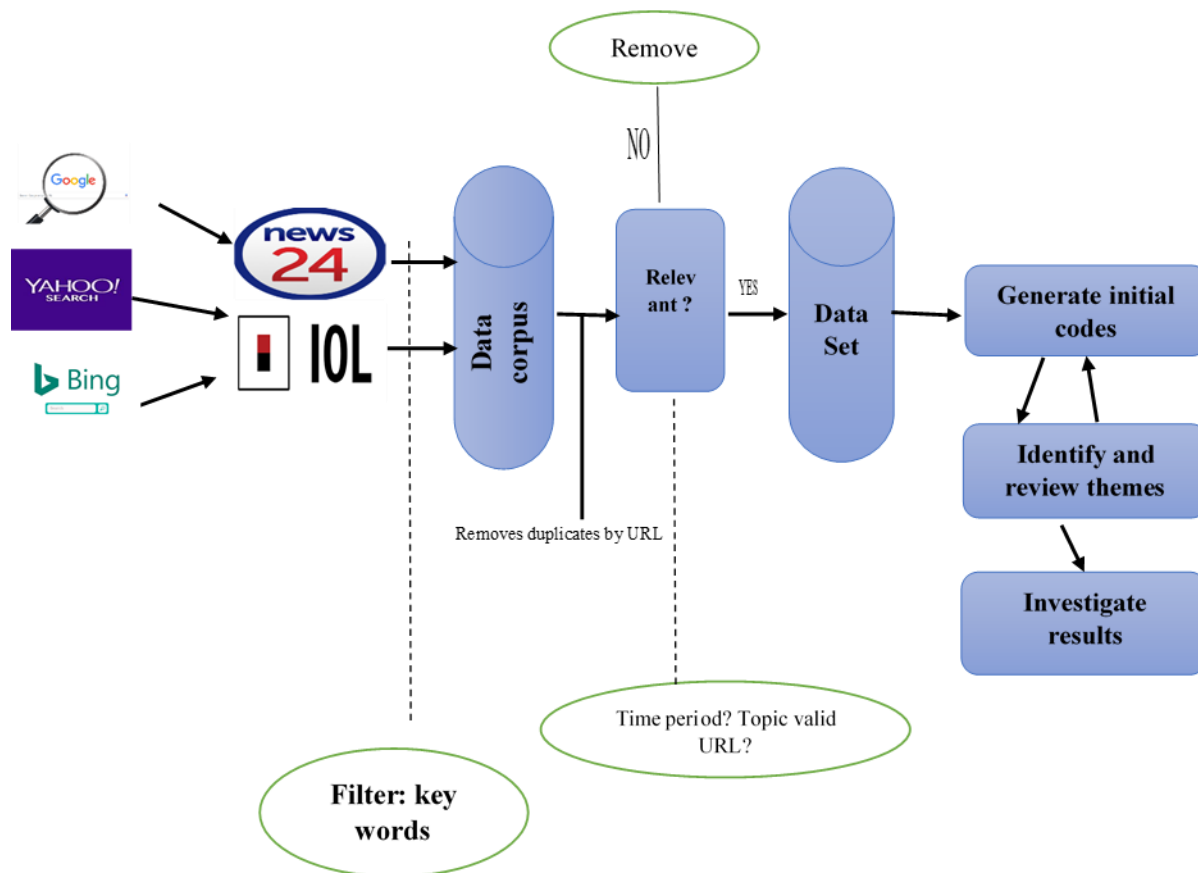 Remove
NO
Google
news
24
YAHOO!
SEARCH
IOL
Bing
Data
corpus
Relev
ant ?
YES
Data
Set
Generate initial
codes
Identify and
review themes
Investigate
results
Removes duplicates by URL
Time period? Topic valid
URL?
Filter: key
words